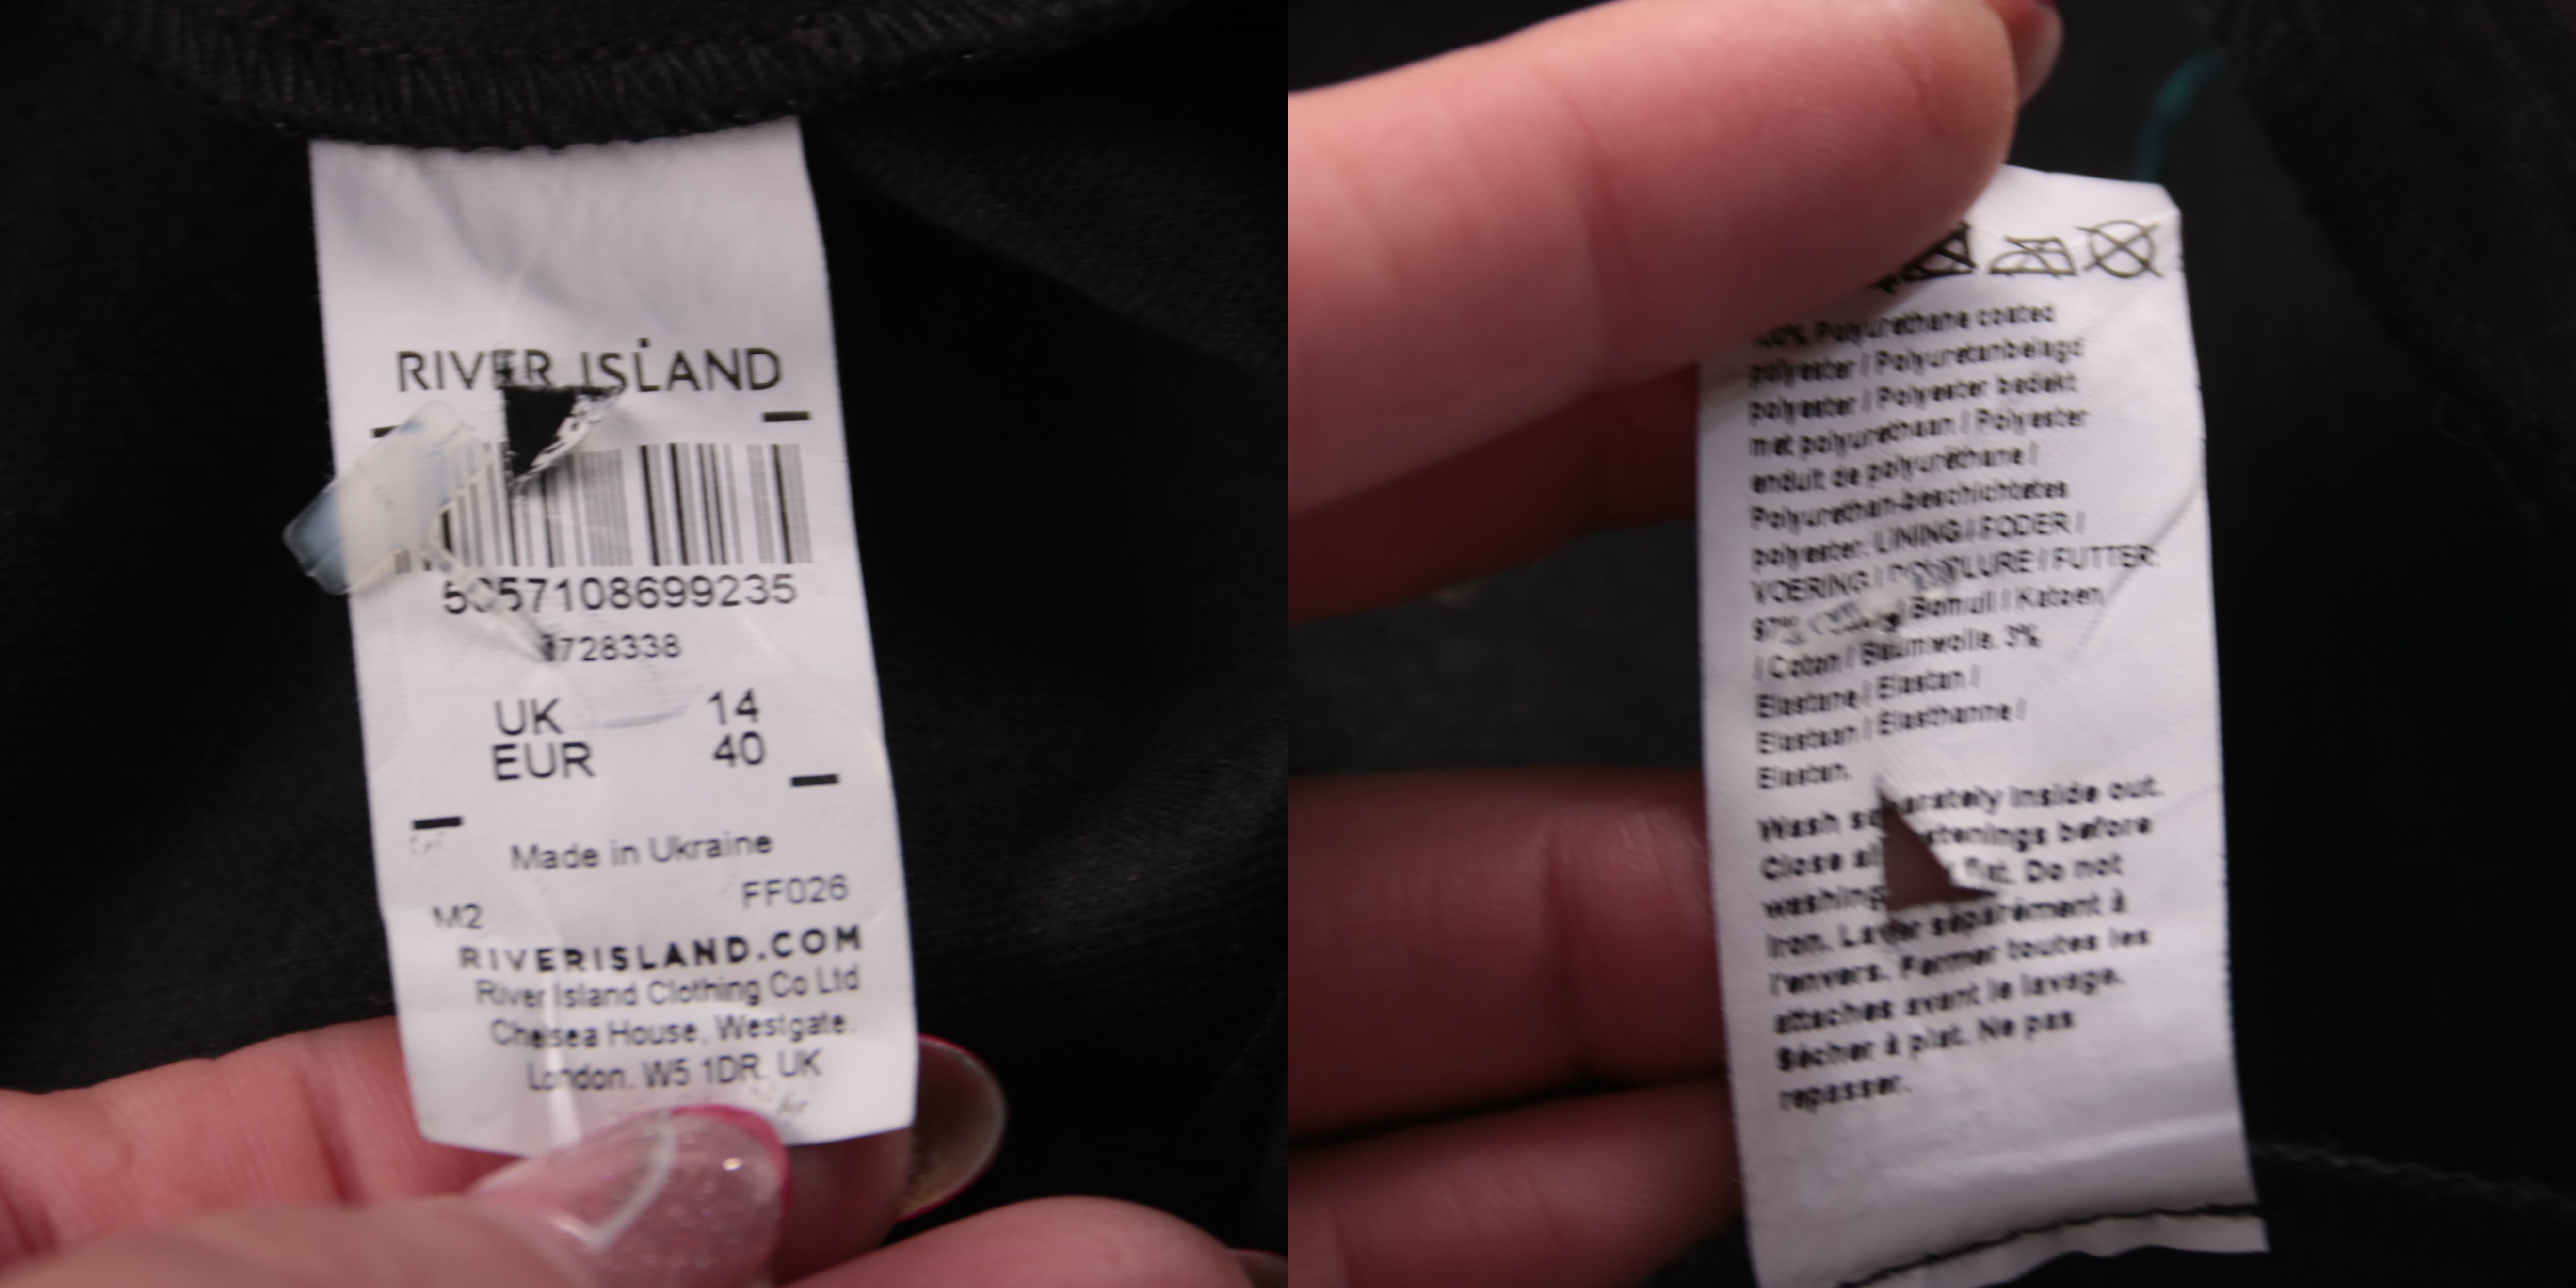 RIVER ISLAND
5057108699235
728338
UK 14
EUR 40
Made in Ukraine
FF026
M2
RIVERISLAND.COM
River Island Clothing Co Ltd
Chelsea House, Westgate.
London. W5 1DR. UK
Polyurethane coated
polyester / Polyuretanbelagd
polyester / Polyester bedekt
met polyurethaan / Polyester
enduit de polyuréthane /
Polyurethan-beschichtetes
polyester. LINING / FODER /
VOERING / FUTTER:
97% / Bomull / Katoen
/ Coton / Baumwolle. 3%
Elastane / Elastan /
Elastaan / Elasthanne /
Elastan.
Wash separately inside out.
Close all fastenings before
washing. flat. Do not
Iron. Laver séparément à
l'envers. Fermer toutes les
attaches avant le lavage.
Sécher à plat. Ne pas
repasser.